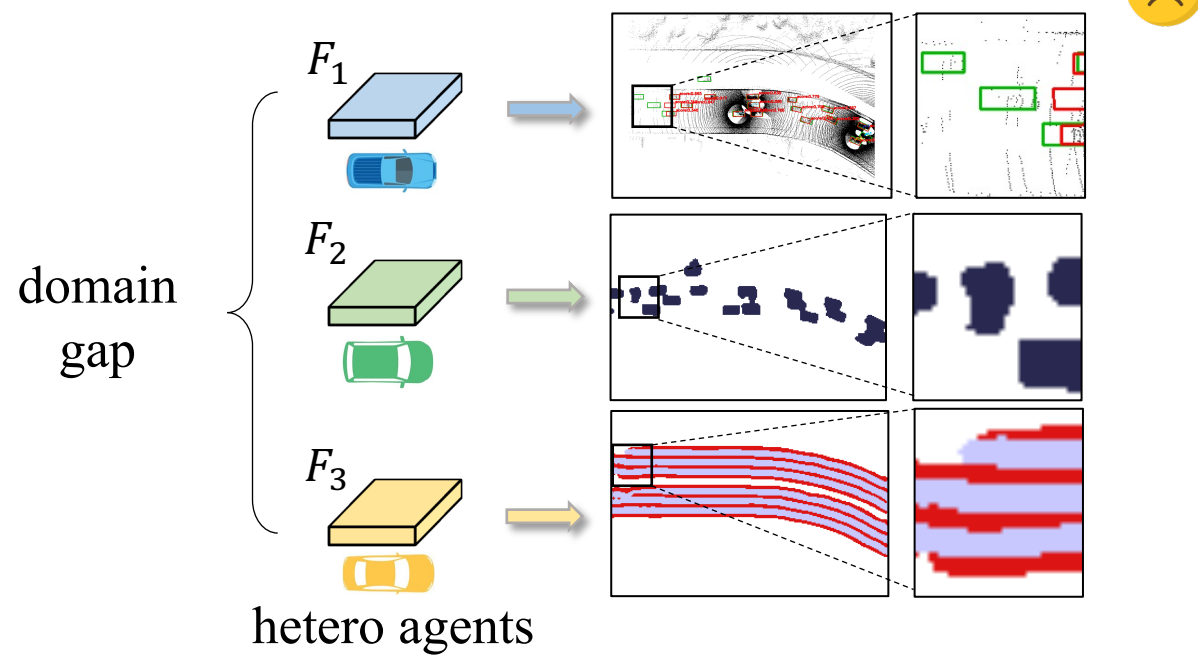 F₁
F₂
domain
gap
F₃
hetero agents